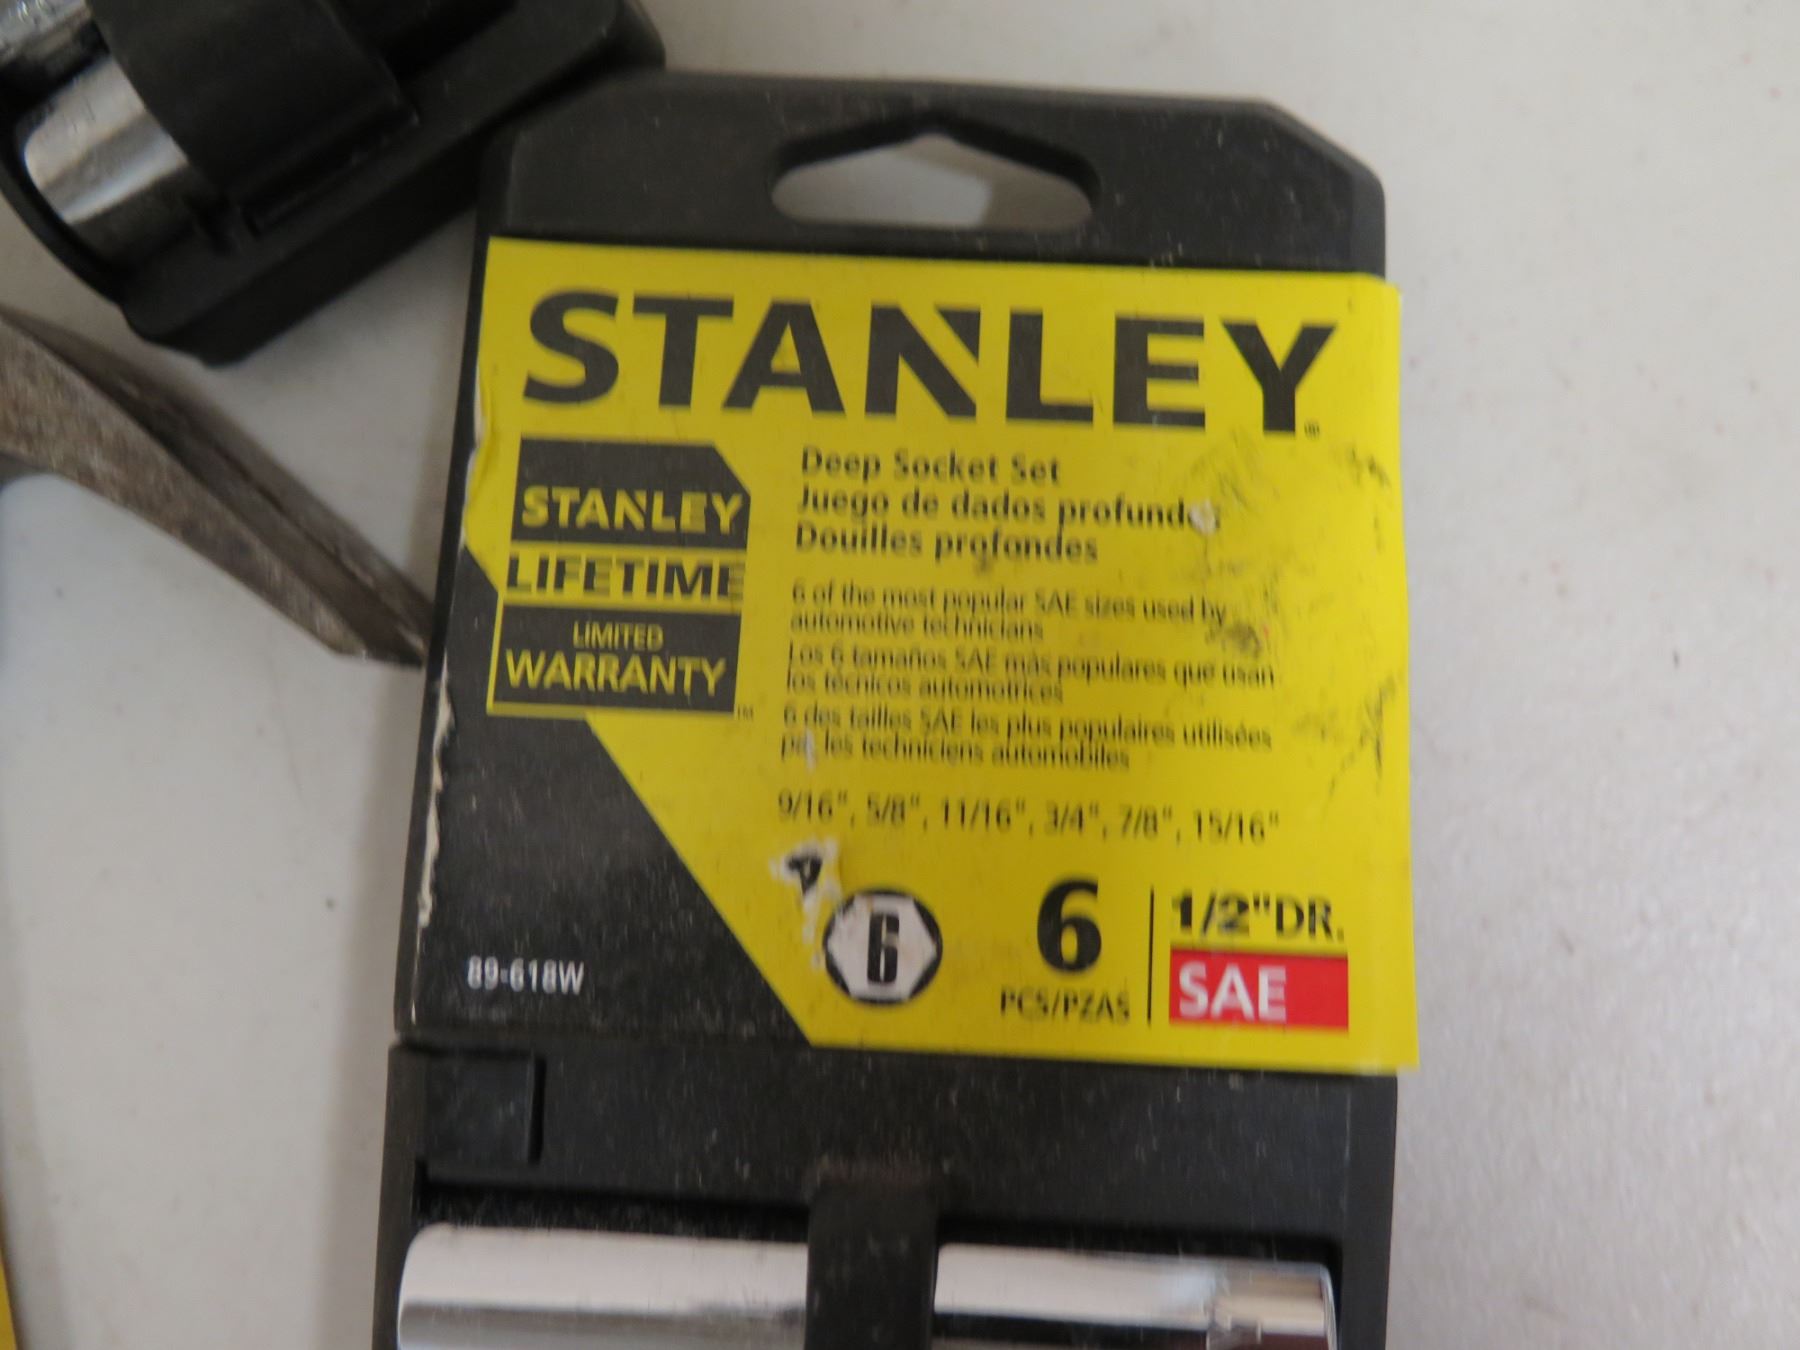 STANLEY®
STANLEY
LIFETIME
LIMITED
WARRANTY™
Deep Socket Set
Juego de dados
Douilles profondes
6 of the most popular SAE sizes used by
automotive technicians
Los 6 tamaños SAE más populares que usan
los técnicos automotrices
6 des tailles SAE les plus populaires utilisées
par les techniciens automobiles
9/16", 5/8", 11/16", 3/4", 7/8", 15/16"
6
6
PCS/PZAS
1/2"DR.
SAE
89-618W